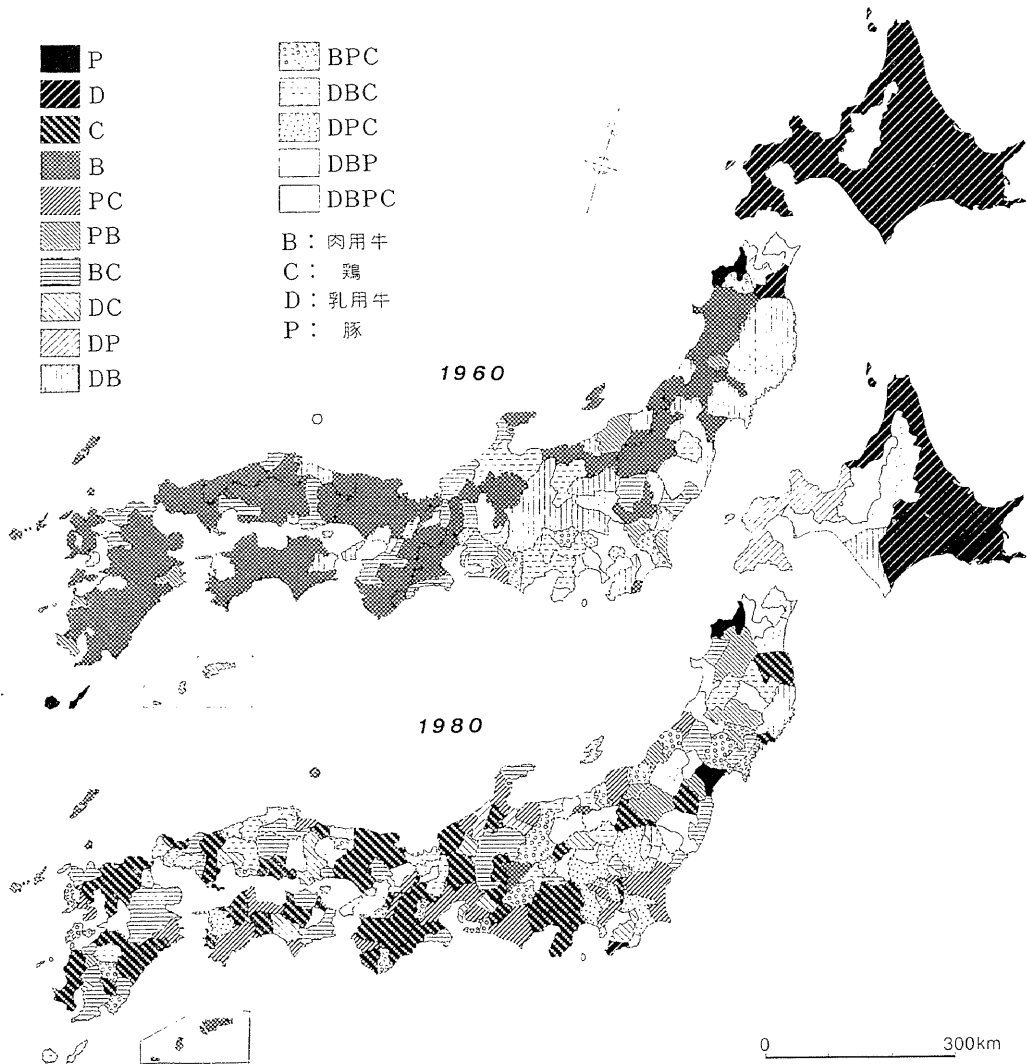 P
D
C
B
PC
PB
BC
DC
DP
DB
BPC
DBC
DPC
DBP
DBPC
B： 肉用牛
C： 鶏
D： 乳用牛
P： 豚
1960
1980
0 300km